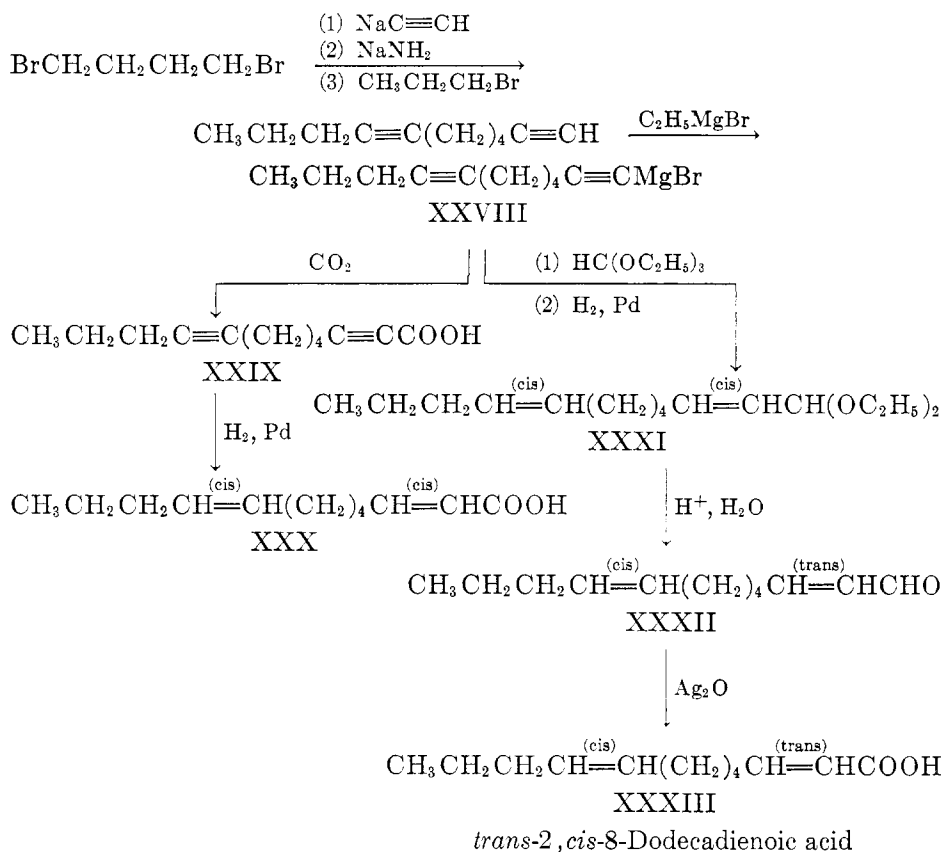 (1) NaC≡CH
(2) NaNH₂
BrCH₂CH₂CH₂CH₂Br
(3) CH₃CH₂CH₂Br
CH₃CH₂CH₂C≡C(CH₂)₄C≡CH
C₂H₅MgBr
CH₃CH₂CH₂C≡C(CH₂)₄C≡CMgBr
XXVIII
CO₂
(1) HC(OC₂H₅)₃
(2) H₂, Pd
CH₃CH₂CH₂C≡C(CH₂)₄C≡CCOOH
XXIX
(cis) (cis)
CH₃CH₂CH₂CH=CH(CH₂)₄CH=CHCH(OC₂H₅)₂
XXXI
H₂, Pd
(cis) (cis)
CH₃CH₂CH₂CH=CH(CH₂)₄CH=CHCOOH
XXX
H⁺, H₂O
(cis) (trans)
CH₃CH₂CH₂CH=CH(CH₂)₄CH=CHCHO
XXXII
Ag₂O
(cis) (trans)
CH₃CH₂CH₂CH=CH(CH₂)₄CH=CHCOOH
XXXIII
trans-2,cis-8-Dodecadienoic acid